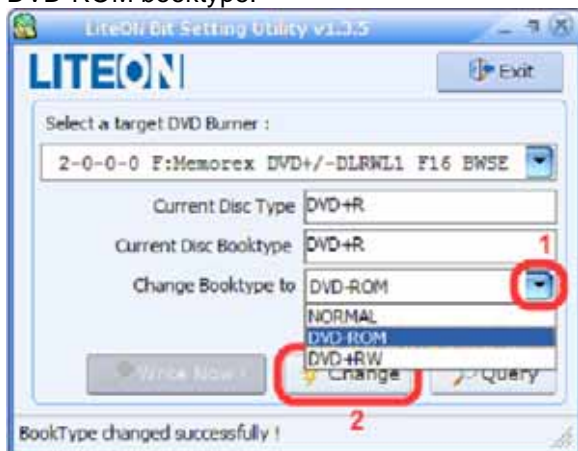 DVD-ROM booktype.
LiteOn Bit Setting Utility v1.3.5
LITEON
Exit
Select a target DVD Burner :
2-0-0-0 F:Memorex DVD+/-DLRWL1 F16 BWSE
Current Disc Type DVD+R
Current Disc Booktype DVD+R
1
Change Booktype to DVD-ROM
NORMAL
DVD-ROM
DVD+RW
Write Now ! Change Query
2
BookType changed successfully !